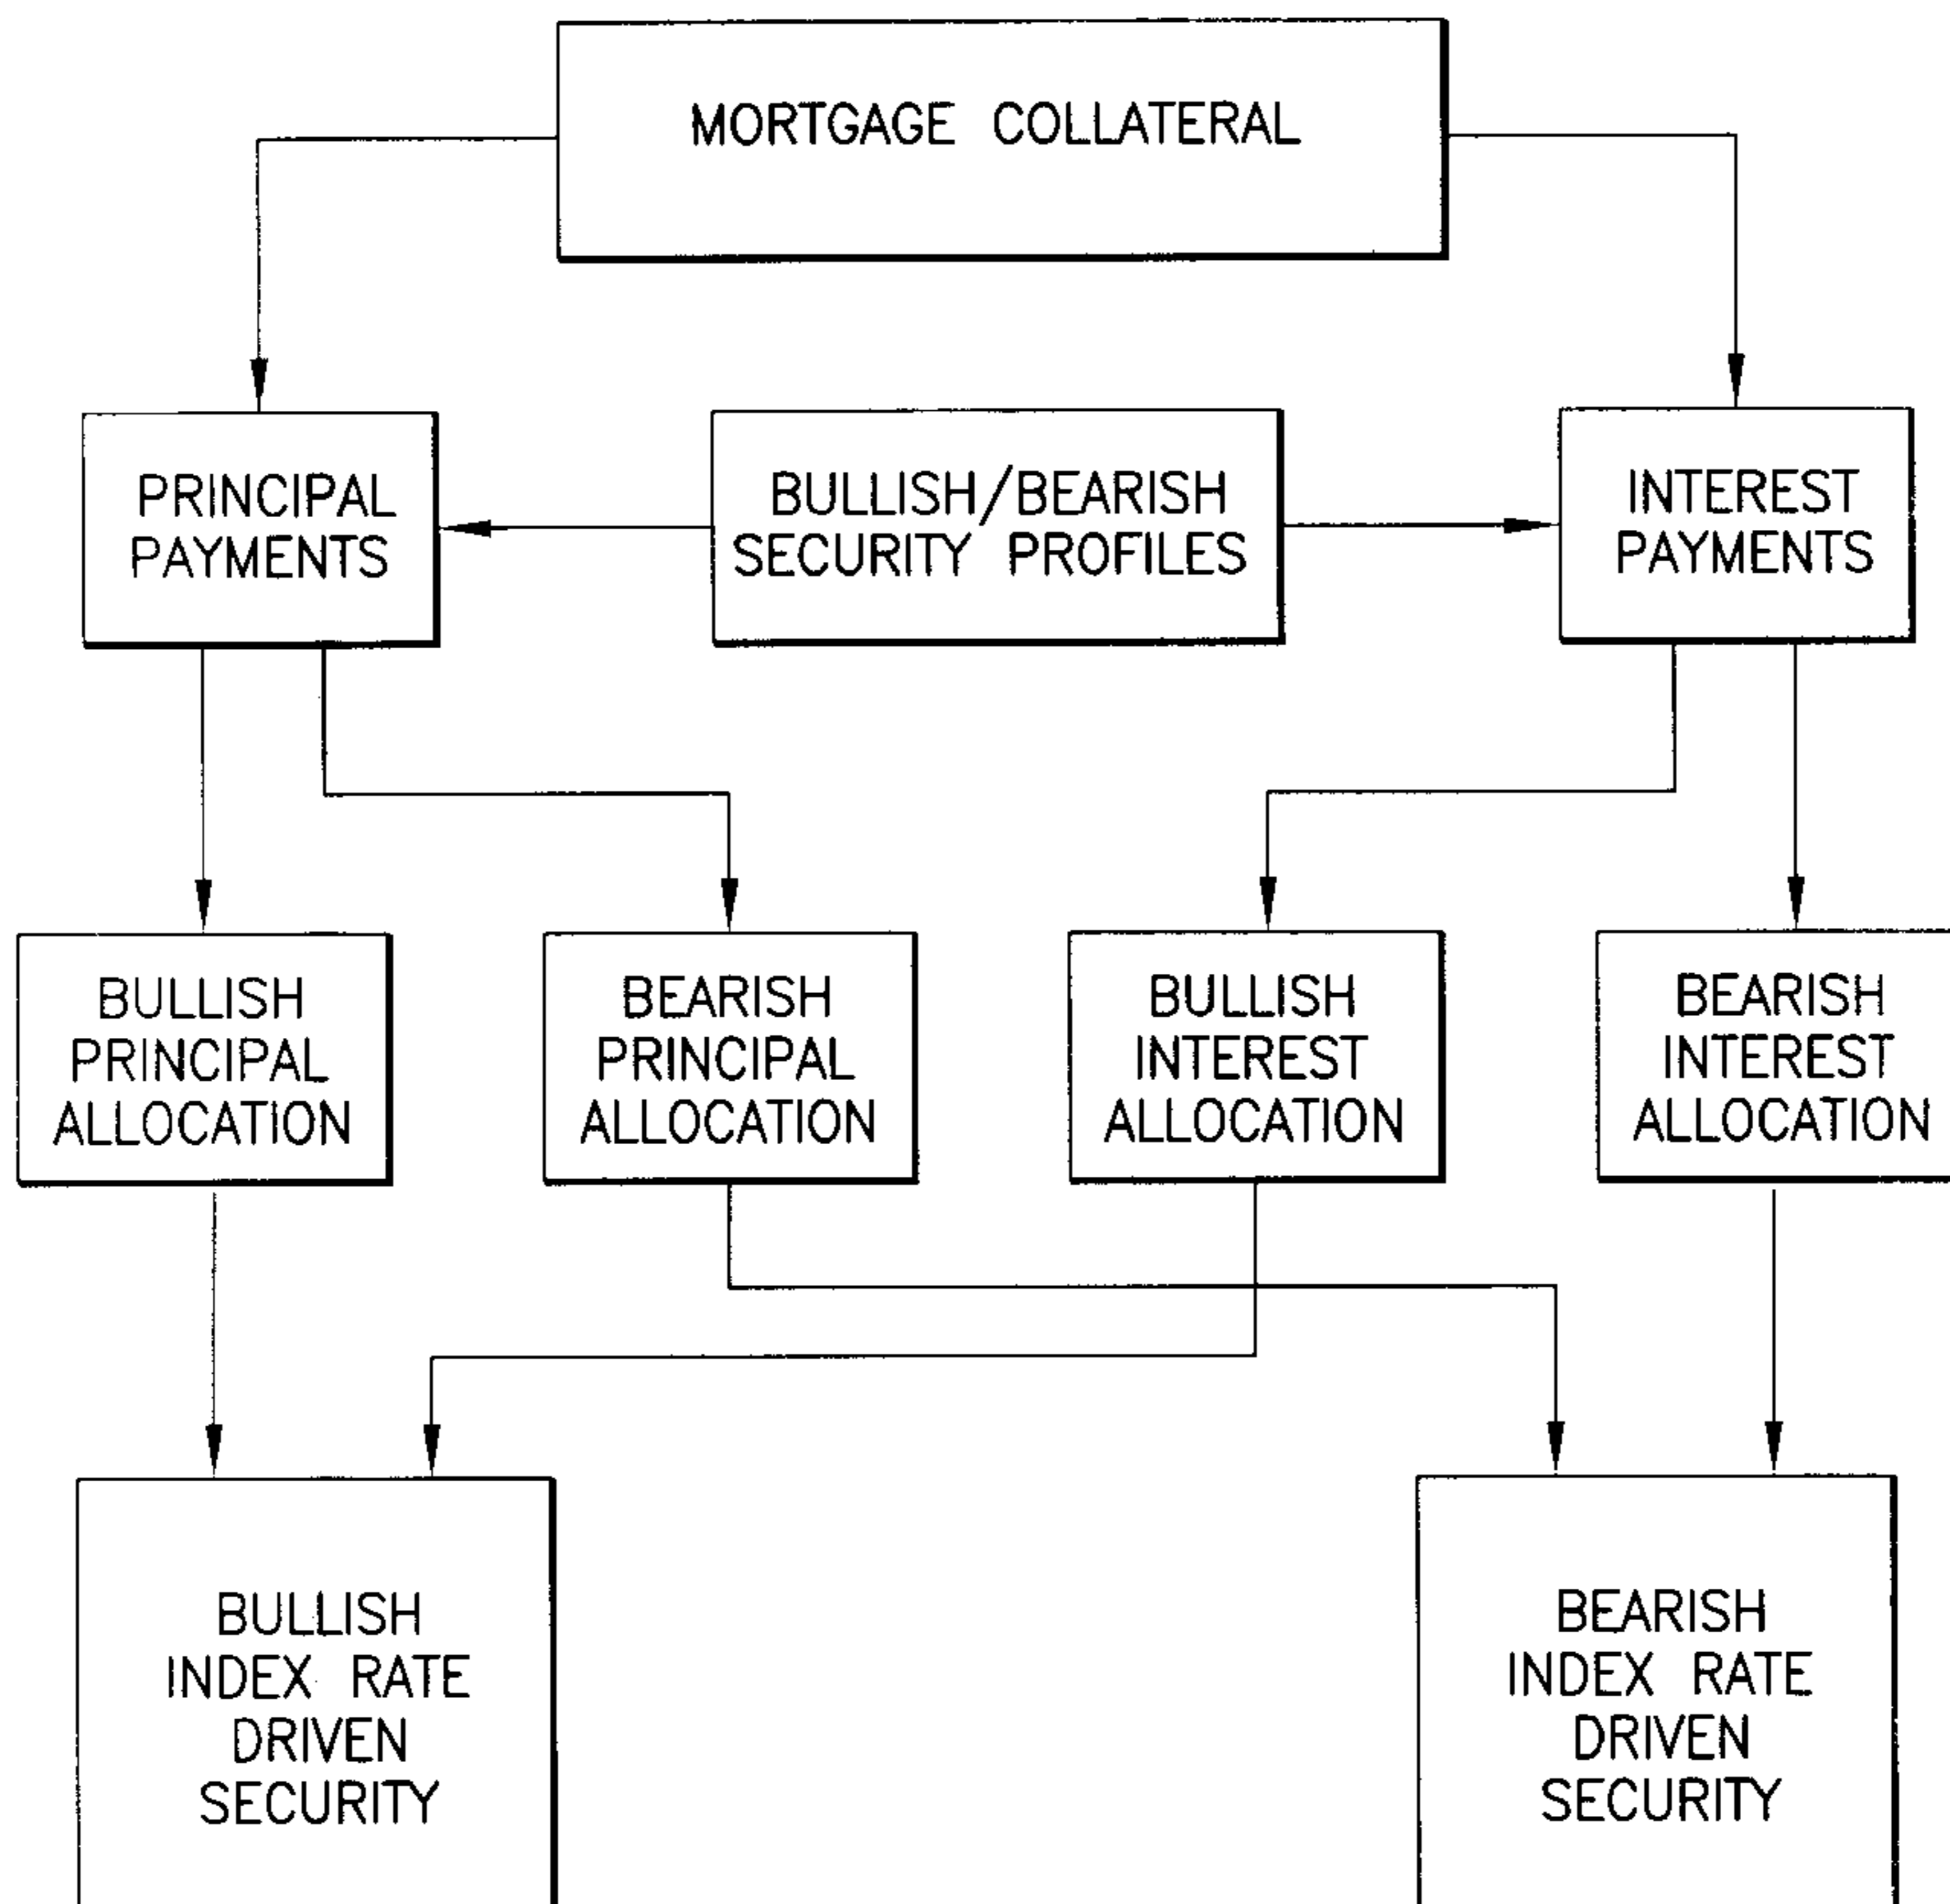 MORTGAGE COLLATERAL
PRINCIPAL
PAYMENTS
BULLISH/BEARISH
SECURITY PROFILES
INTEREST
PAYMENTS
BULLISH
PRINCIPAL
ALLOCATION
BEARISH
PRINCIPAL
ALLOCATION
BULLISH
INTEREST
ALLOCATION
BEARISH
INTEREST
ALLOCATION
BULLISH
INDEX RATE
DRIVEN
SECURITY
BEARISH
INDEX RATE
DRIVEN
SECURITY